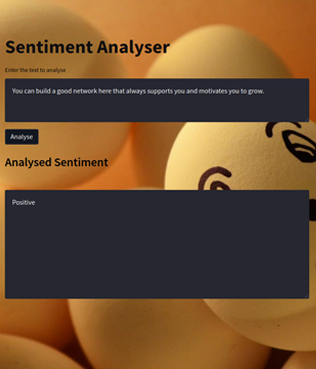 Sentiment Analyser
Enter the text to analyse
You can build a good network here that always supports you and motivates you to grow.
Analyse
Analysed Sentiment
Positive